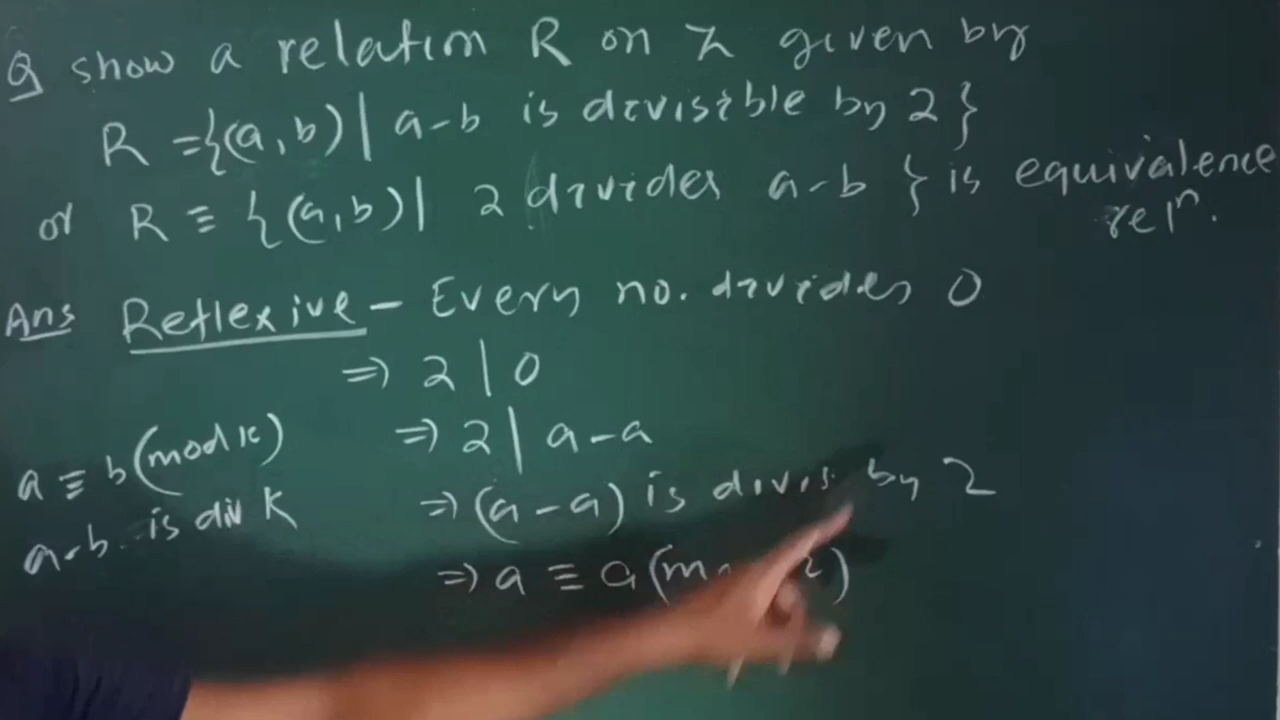 Q show a relation R on Z given by
R = {(a,b) | a-b is divisible by 2}
or R ≡ {(a,b) | 2 divides a-b } is equivalence
relⁿ.
Ans Reflexive - Every no. divides 0
⇒ 2 | 0
⇒ 2 | a-a
a ≡ b (mod k)
a-b is div K
⇒ (a-a) is divis by 2
⇒ a ≡ a (m 2)